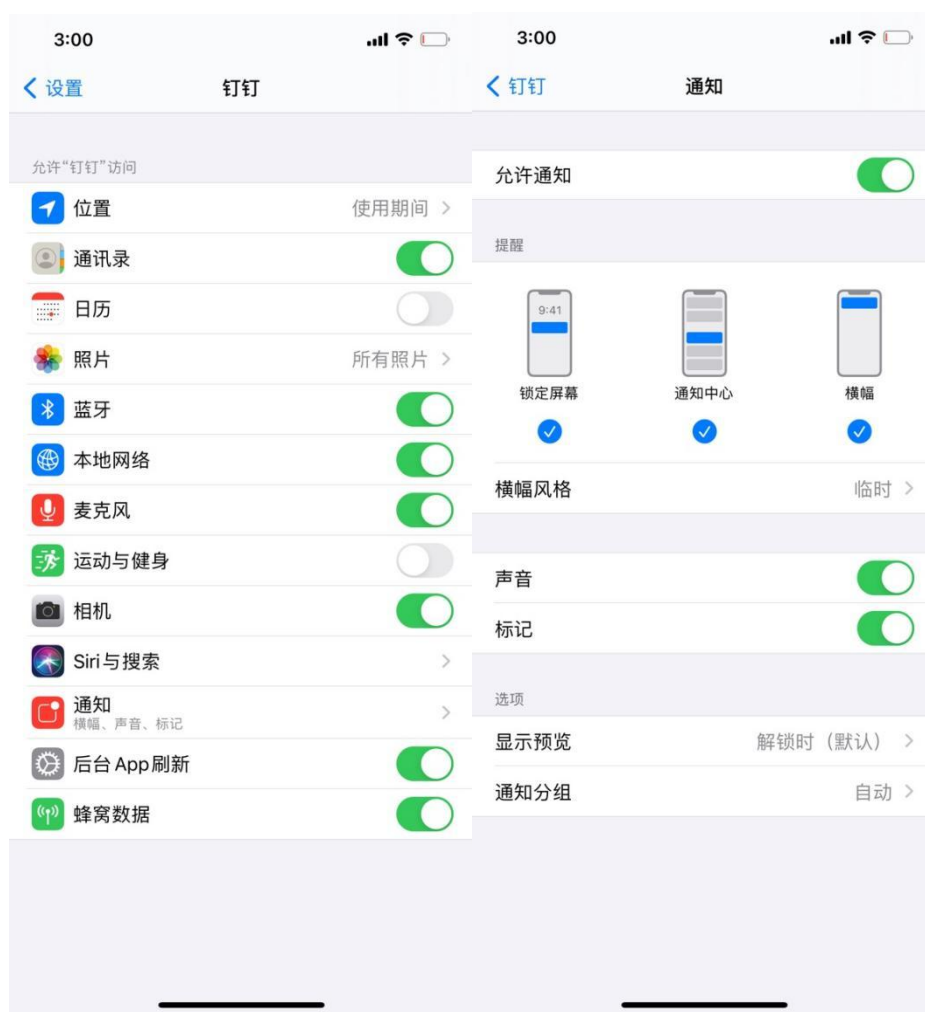 3:00
设置
钉钉
允许“钉钉”访问
位置
使用期间
通讯录
日历
照片
所有照片
蓝牙
本地网络
麦克风
运动与健身
相机
Siri与搜索
通知
横幅、声音、标记
后台 App 刷新
蜂窝数据
3:00
钉钉
通知
允许通知
提醒
9:41
锁定屏幕
通知中心
横幅
横幅风格
临时
声音
标记
选项
显示预览
解锁时（默认）
通知分组
自动